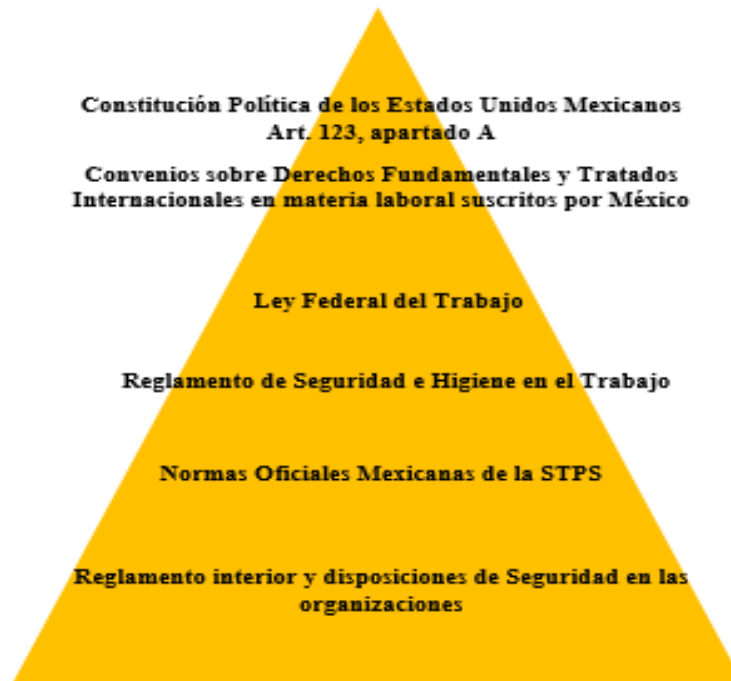 Constitución Política de los Estados Unidos Mexicanos
Art. 123, apartado A
Convenios sobre Derechos Fundamentales y Tratados
Internacionales en materia laboral suscritos por México
Ley Federal del Trabajo
Reglamento de Seguridad e Higiene en el Trabajo
Normas Oficiales Mexicanas de la STPS
Reglamento interior y disposiciones de Seguridad en las
organizaciones